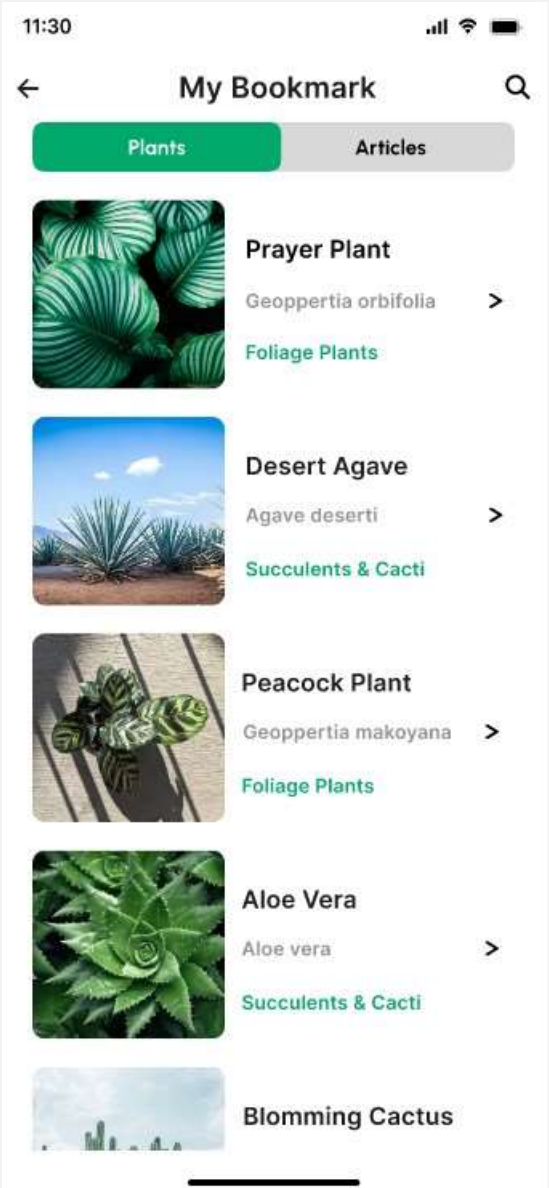 11:30
My Bookmark
Plants
Articles
Prayer Plant
Geoppertia orbifolia
Foliage Plants
Desert Agave
Agave deserti
Succulents & Cacti
Peacock Plant
Geoppertia makoyana
Foliage Plants
Aloe Vera
Aloe vera
Succulents & Cacti
Blomming Cactus